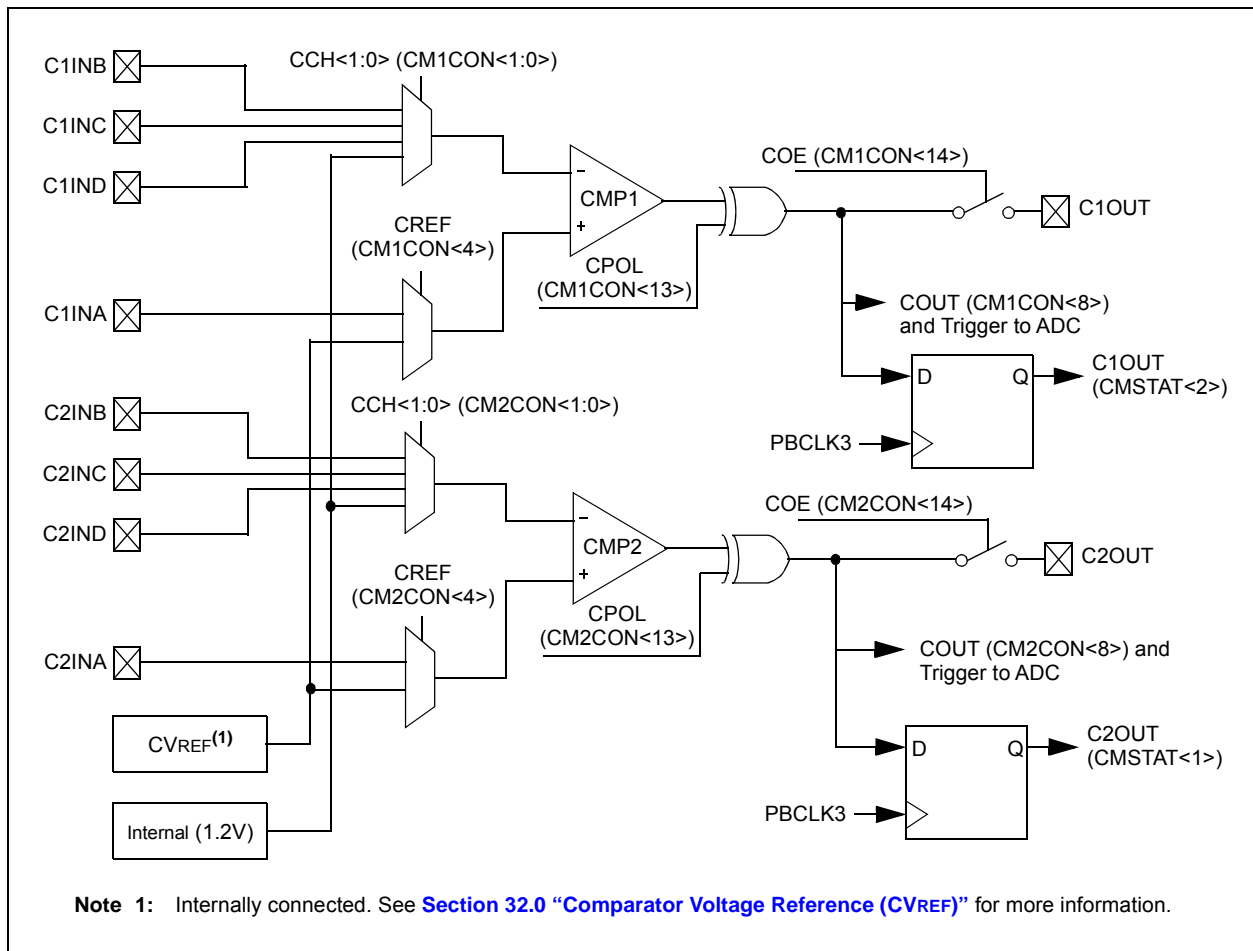 C1INB
CCH<1:0> (CM1CON<1:0>)
C1INC
COE (CM1CON<14>)
C1IND
–
CMP1
+
C1OUT
CREF
(CM1CON<4>)
CPOL
(CM1CON<13>)
COUT (CM1CON<8>)
and Trigger to ADC
C1INA
D
Q
C1OUT
(CMSTAT<2>)
PBCLK3
C2INB
CCH<1:0> (CM2CON<1:0>)
C2INC
COE (CM2CON<14>)
C2IND
–
CMP2
+
C2OUT
CREF
(CM2CON<4>)
CPOL
(CM2CON<13>)
COUT (CM2CON<8>) and
Trigger to ADC
C2INA
CVREF(1)
D
Q
C2OUT
(CMSTAT<1>)
PBCLK3
Internal (1.2V)
Note 1: Internally connected. See Section 32.0 “Comparator Voltage Reference (CVREF)” for more information.